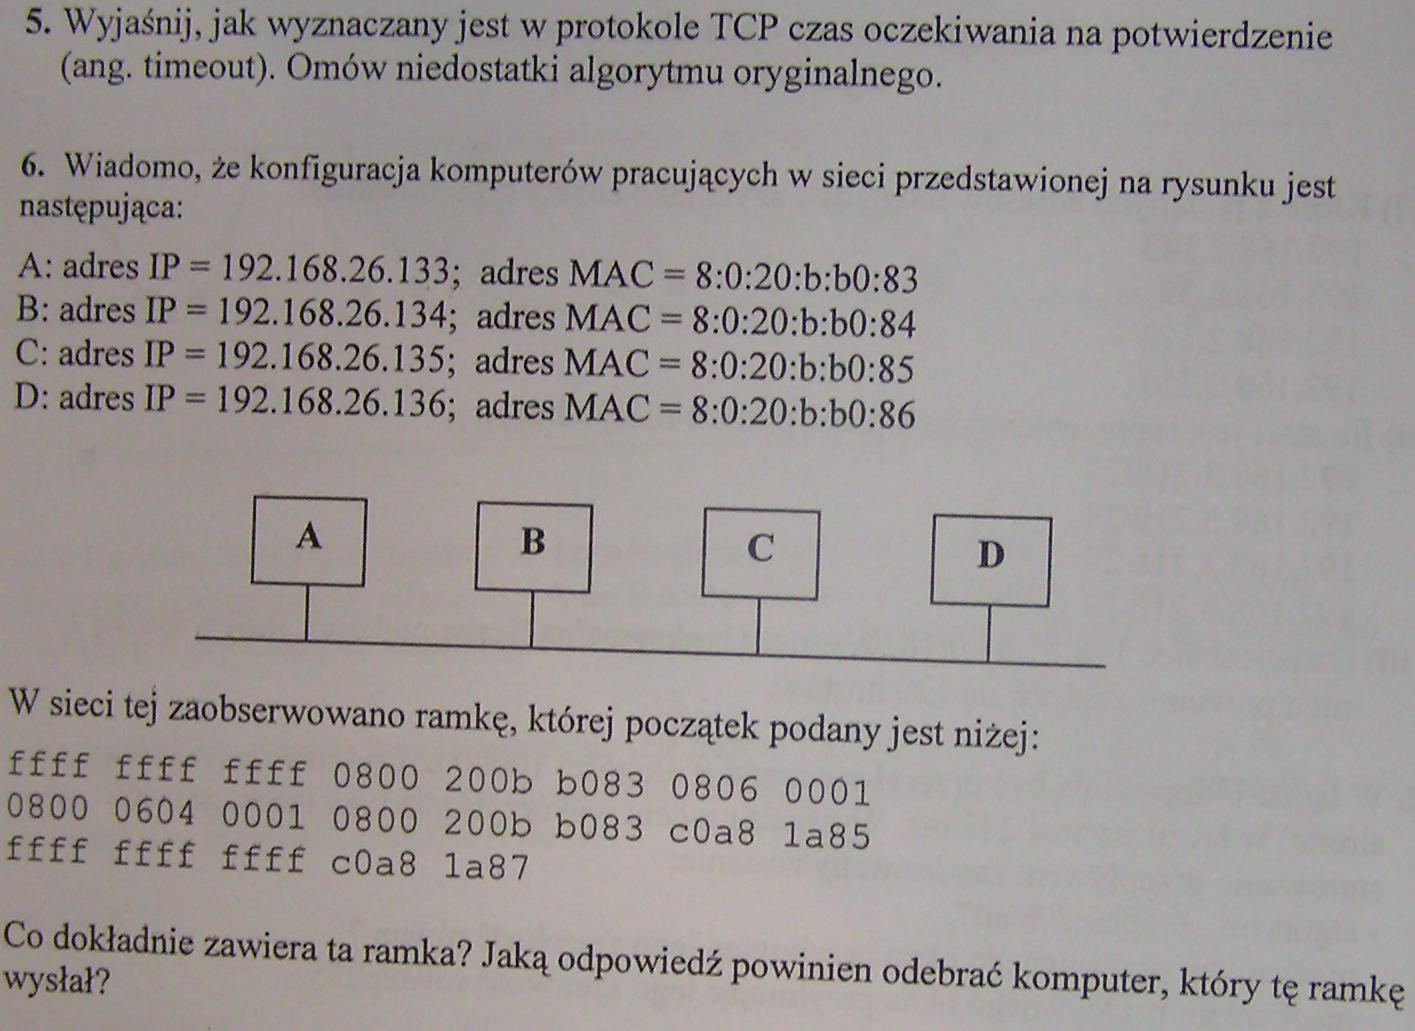 5. Wyjaśnij, jak wyznaczany jest w protokole TCP czas oczekiwania na potwierdzenie
(ang. timeout). Omów niedostatki algorytmu oryginalnego.
6. Wiadomo, że konfiguracja komputerów pracujących w sieci przedstawionej na rysunku jest
następująca:
A: adres IP = 192.168.26.133; adres MAC = 8:0:20:b:b0:83
B: adres IP = 192.168.26.134; adres MAC = 8:0:20:b:b0:84
C: adres IP = 192.168.26.135; adres MAC = 8:0:20:b:b0:85
D: adres IP = 192.168.26.136; adres MAC = 8:0:20:b:b0:86
A B C D
W sieci tej zaobserwowano ramkę, której początek podany jest niżej:
ffff ffff ffff 0800 200b b083 0806 0001
0800 0604 0001 0800 200b b083 c0a8 1a85
ffff ffff ffff c0a8 1a87
Co dokładnie zawiera ta ramka? Jaką odpowiedź powinien odebrać komputer, który tę ramkę
wysłał?